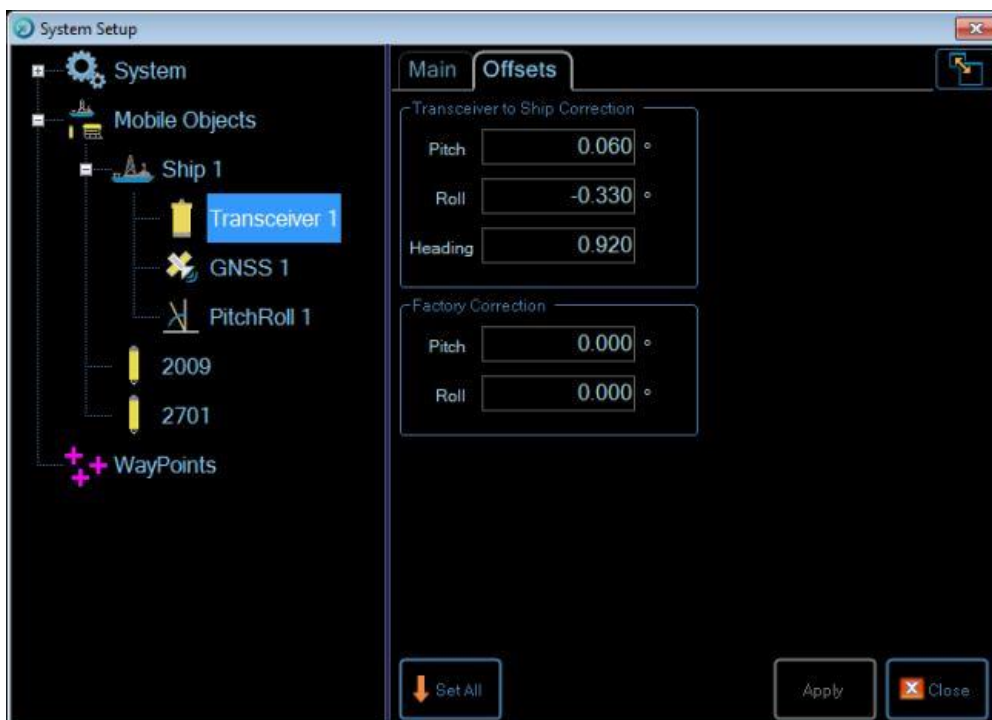 System Setup
System
Mobile Objects
Ship 1
Transceiver 1
GNSS 1
PitchRoll 1
2009
2701
WayPoints
Main Offsets
Transceiver to Ship Correction
Pitch 0.060 °
Roll -0.330 °
Heading 0.920
Factory Correction
Pitch 0.000 °
Roll 0.000 °
Set All Apply Close